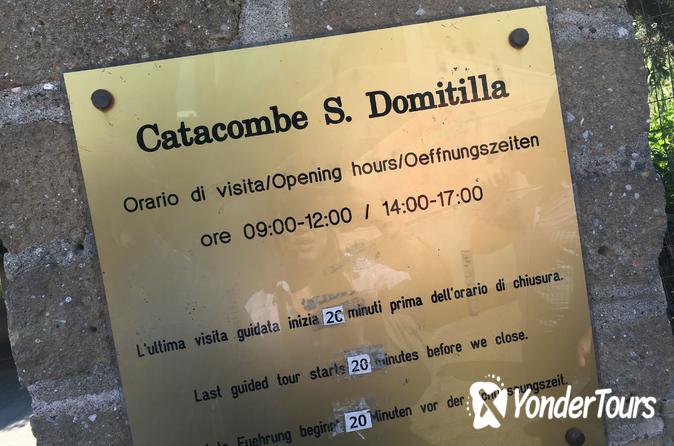 Catacombe S. Domitilla
Orario di visita/Opening hours/Oeffnungszeiten
ore 09:00-12:00 / 14:00-17:00
L'ultima visita guidata inizia 20 minuti prima dell'orario di chiusura.
Last guided tour starts 20 minutes before we close.
Fuehrung beginnt 20 Minuten vor der
YonderTours